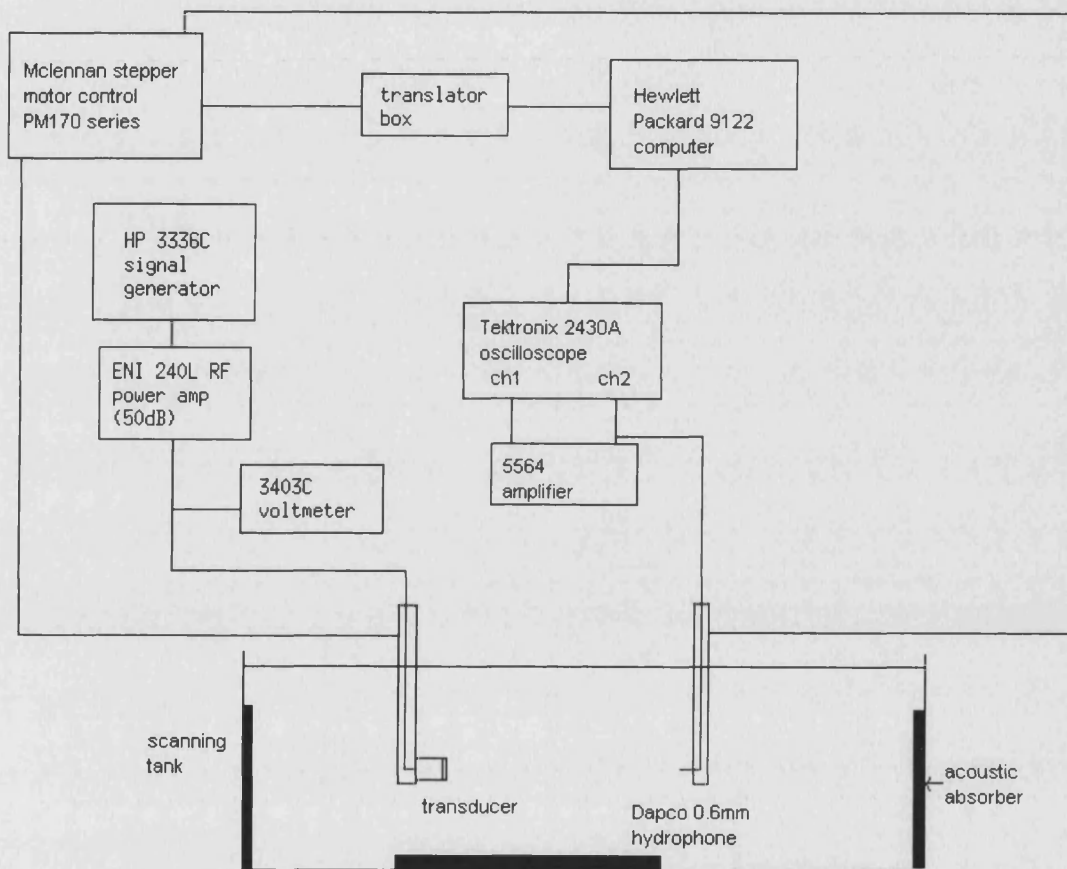 Mclennan stepper
motor control
PM170 series
translator
box
Hewlett
Packard 9122
computer
HP 3336C
signal
generator
Tektronix 2430A
oscilloscope
ch1 ch2
ENI 240L RF
power amp
(50dB)
3403C
voltmeter
5564
amplifier
scanning
tank
transducer
Dapco 0.6mm
hydrophone
acoustic
absorber